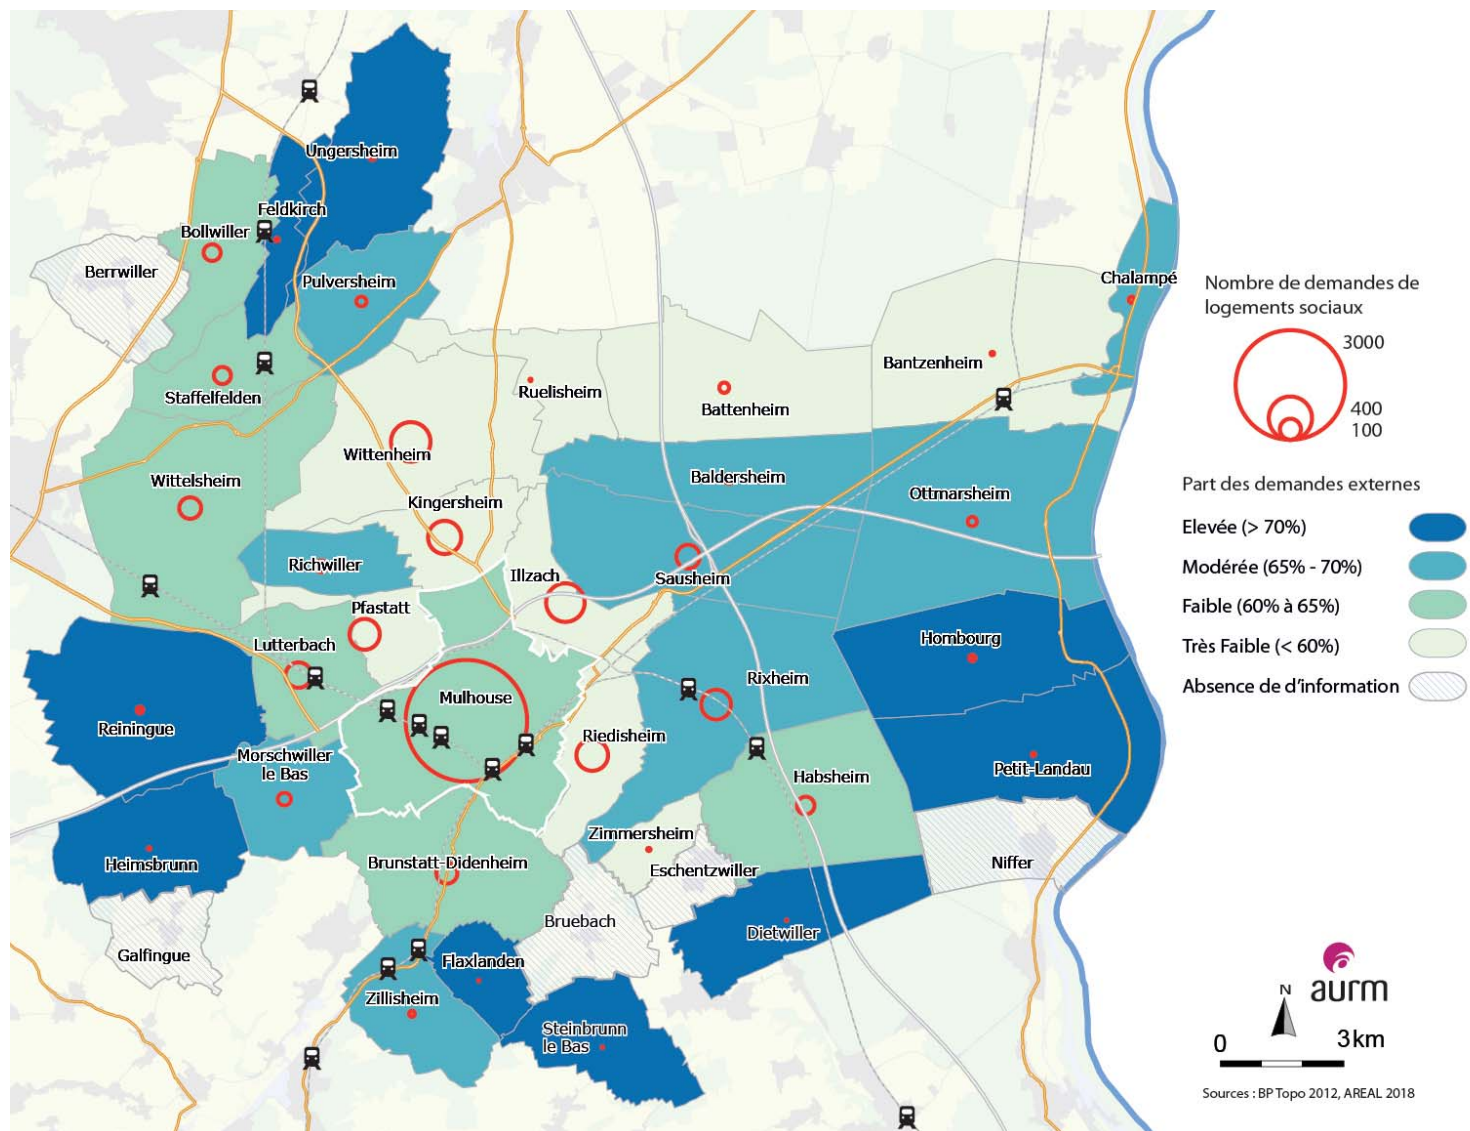 Ungersheim
Feldkirch
Bollwiller
Berrwiller
Pulversheim
Chalampé
Staffelfelden
Ruelisheim
Battenheim
Bantzenheim
Wittenheim
Wittelsheim
Kingersheim
Baldersheim
Ottmarsheim
Richwiller
Illzach
Sausheim
Pfastatt
Lutterbach
Hombourg
Mulhouse
Rixheim
Reiningue
Riedisheim
Morschwiller
le Bas
Habsheim
Petit-Landau
Zimmersheim
Heimsbrunn
Brunstatt-Didenheim
Eschentzwiller
Niffer
Bruebach
Dietwiller
Galfingue
Flaxlanden
Zillisheim
Steinbrunn
le Bas
Nombre de demandes de
logements sociaux
3000
400
100
Part des demandes externes
Elevée (> 70%)
Modérée (65% - 70%)
Faible (60% à 65%)
Très Faible (< 60%)
Absence de d'information
aurm
N
0 3km
Sources : BP Topo 2012, AREAL 2018